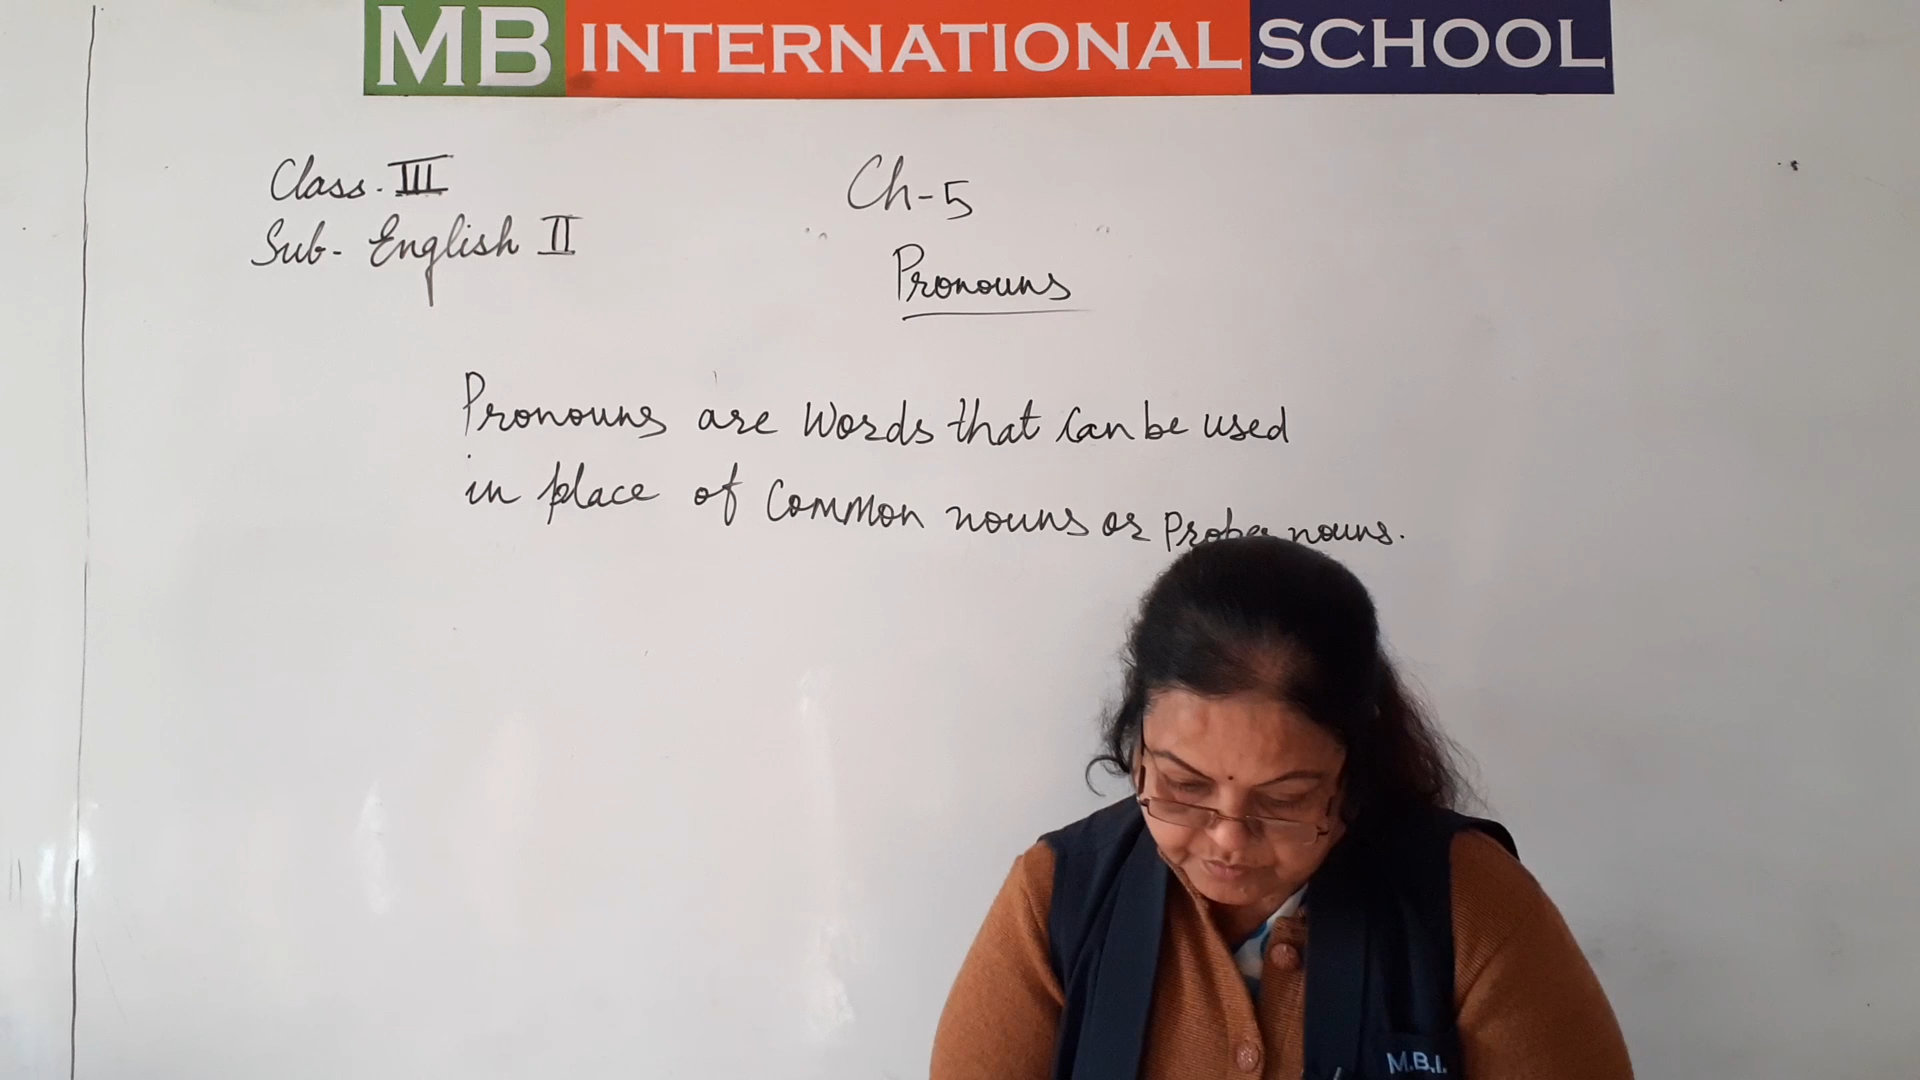 MB INTERNATIONAL SCHOOL
Class. III
Sub- English II
Ch-5
Pronouns
Pronouns are Words that Can be used
in place of Common nouns or Proper nouns.
M.B.I.